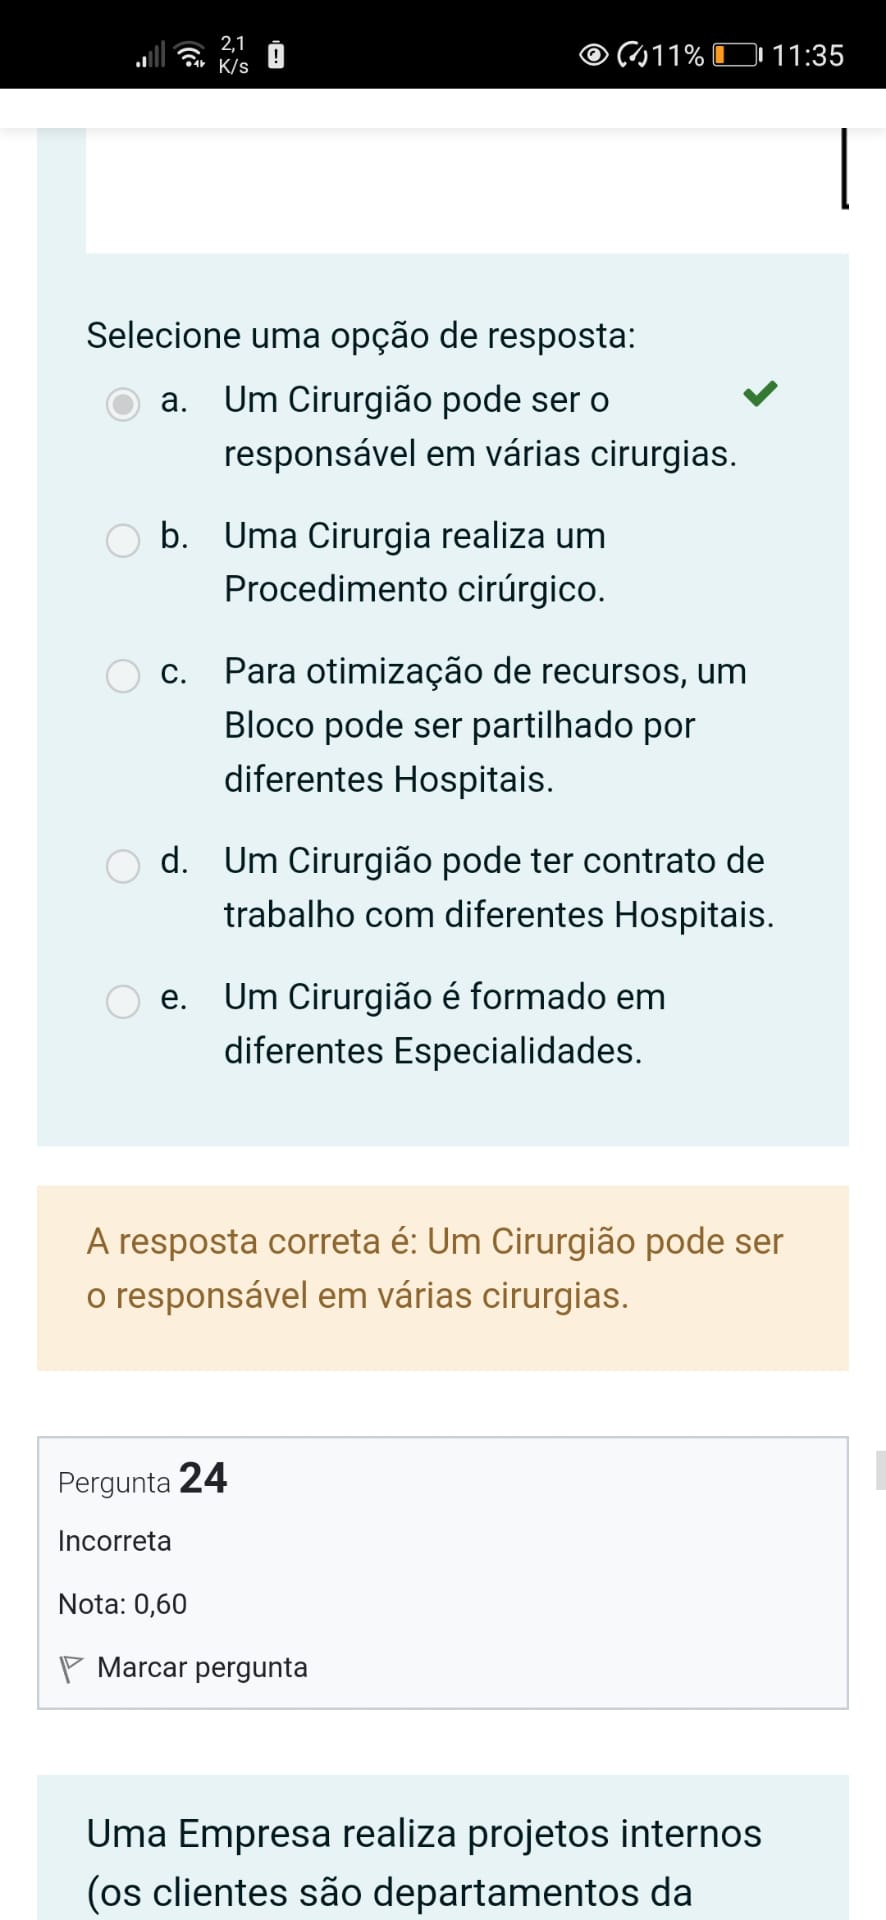 2,1
K/s
11%
11:35
Selecione uma opção de resposta:
a. Um Cirurgião pode ser o
responsável em várias cirurgias.
b. Uma Cirurgia realiza um
Procedimento cirúrgico.
c. Para otimização de recursos, um
Bloco pode ser partilhado por
diferentes Hospitais.
d. Um Cirurgião pode ter contrato de
trabalho com diferentes Hospitais.
e. Um Cirurgião é formado em
diferentes Especialidades.
A resposta correta é: Um Cirurgião pode ser
o responsável em várias cirurgias.
Pergunta 24
Incorreta
Nota: 0,60
Marcar pergunta
Uma Empresa realiza projetos internos
(os clientes são departamentos da